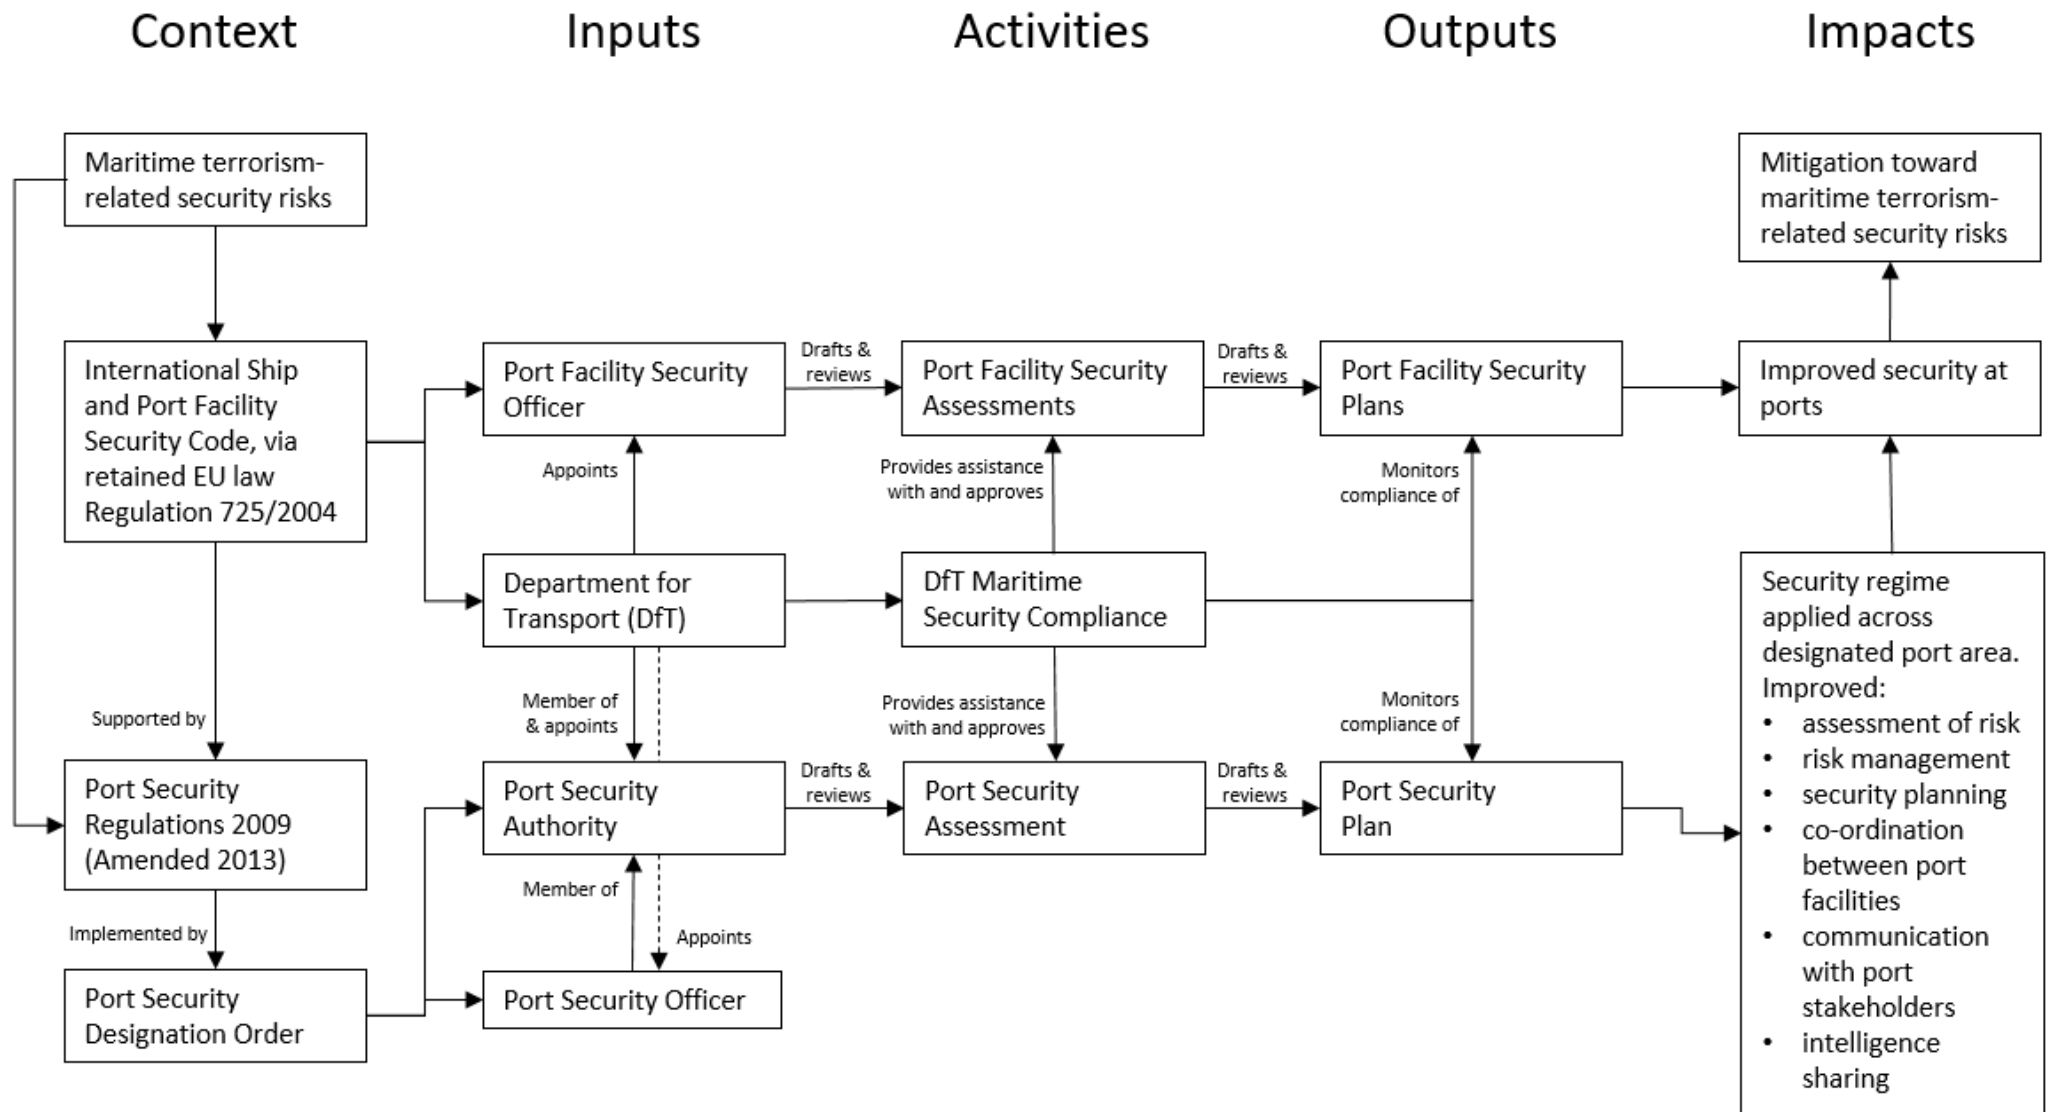 Context
Inputs
Activities
Outputs
Impacts
Maritime terrorism-
related security risks
International Ship
and Port Facility
Security Code, via
retained EU law
Regulation 725/2004
Supported by
Port Security
Regulations 2009
(Amended 2013)
Implemented by
Port Security
Designation Order
Port Facility Security
Officer
Appoints
Department for
Transport (DfT)
Member of
& appoints
Port Security
Authority
Member of
Appoints
Port Security Officer
Drafts &
reviews
Drafts &
reviews
Port Facility Security
Assessments
Provides assistance
with and approves
DfT Maritime
Security Compliance
Provides assistance
with and approves
Port Security
Assessment
Drafts &
reviews
Drafts &
reviews
Port Facility Security
Plans
Monitors
compliance of
Monitors
compliance of
Port Security
Plan
Mitigation toward
maritime terrorism-
related security risks
Improved security at
ports
Security regime
applied across
designated port area.
Improved:
• assessment of risk
• risk management
• security planning
• co-ordination
between port
facilities
• communication
with port
stakeholders
• intelligence
sharing